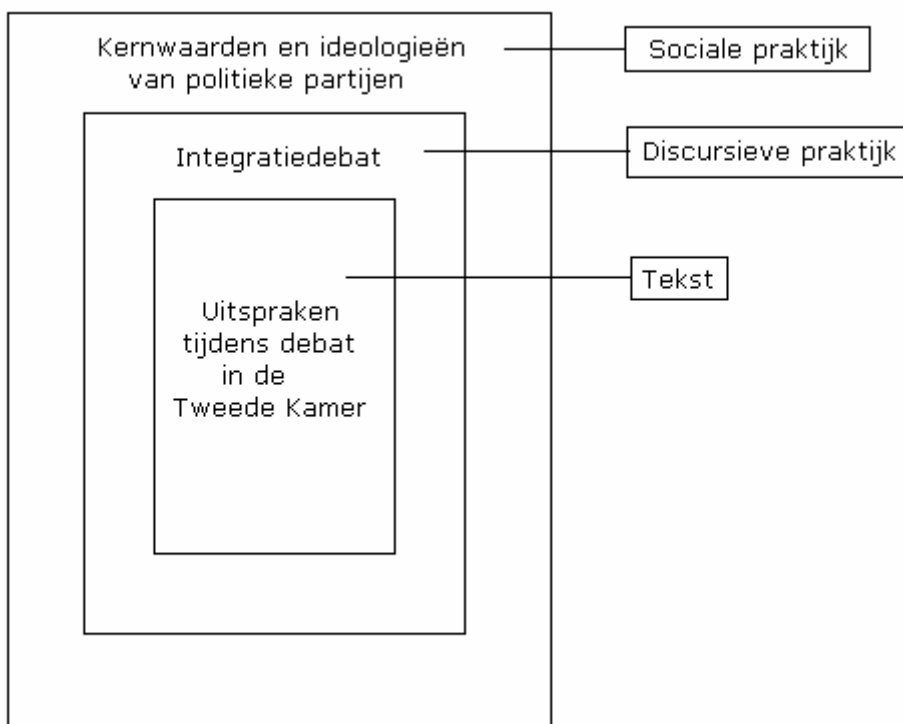 Kernwaarden en ideologieën
van politieke partijen
Sociale praktijk
Integratiedebat
Discursieve praktijk
Uitspraken
tijdens debat
in de
Tweede Kamer
Tekst